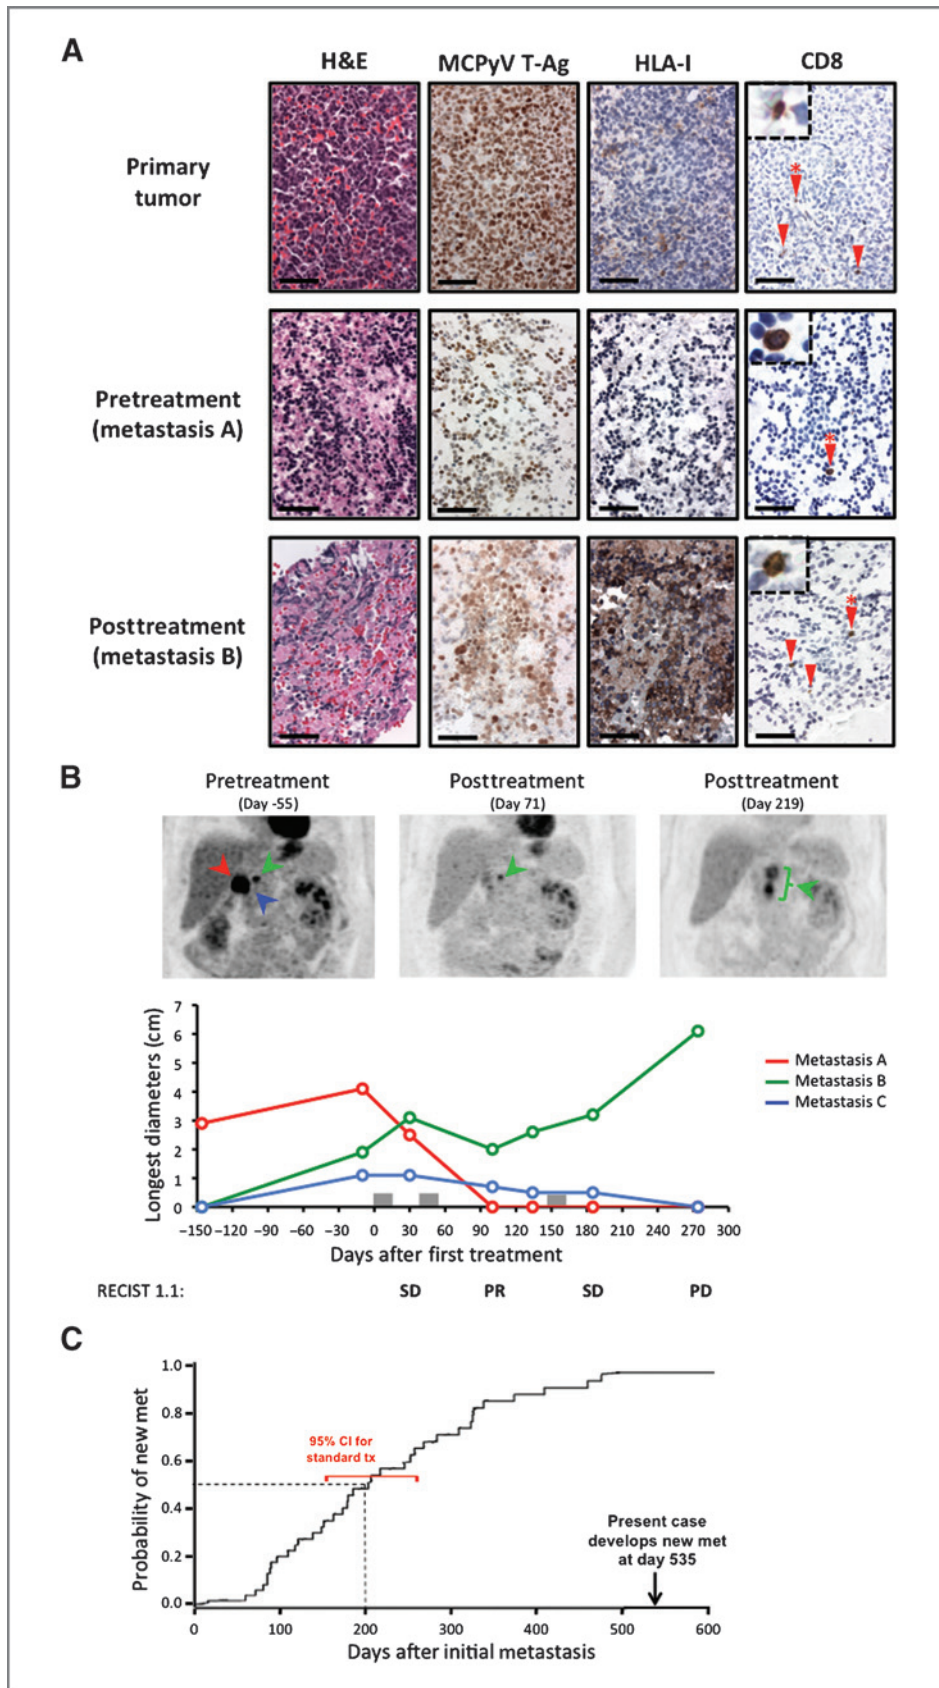 A
H&E
MCPyV T-Ag
HLA-I
CD8
Primary
tumor
*
Pretreatment
(metastasis A)
*
Posttreatment
(metastasis B)
*
B
Pretreatment
(Day -55)
Posttreatment
(Day 71)
Posttreatment
(Day 219)
Longest diameters (cm)
7
6
5
4
3
2
1
0
−150 −120 −90 −60 −30 0 30 60 90 120 150 180 210 240 270 300
Days after first treatment
Metastasis A
Metastasis B
Metastasis C
RECIST 1.1: SD PR SD PD
C
Probability of new met
1.0
0.8
0.6
0.4
0.2
0.0
95% CI for
standard tx
Present case
develops new met
at day 535
0 100 200 300 400 500 600
Days after initial metastasis